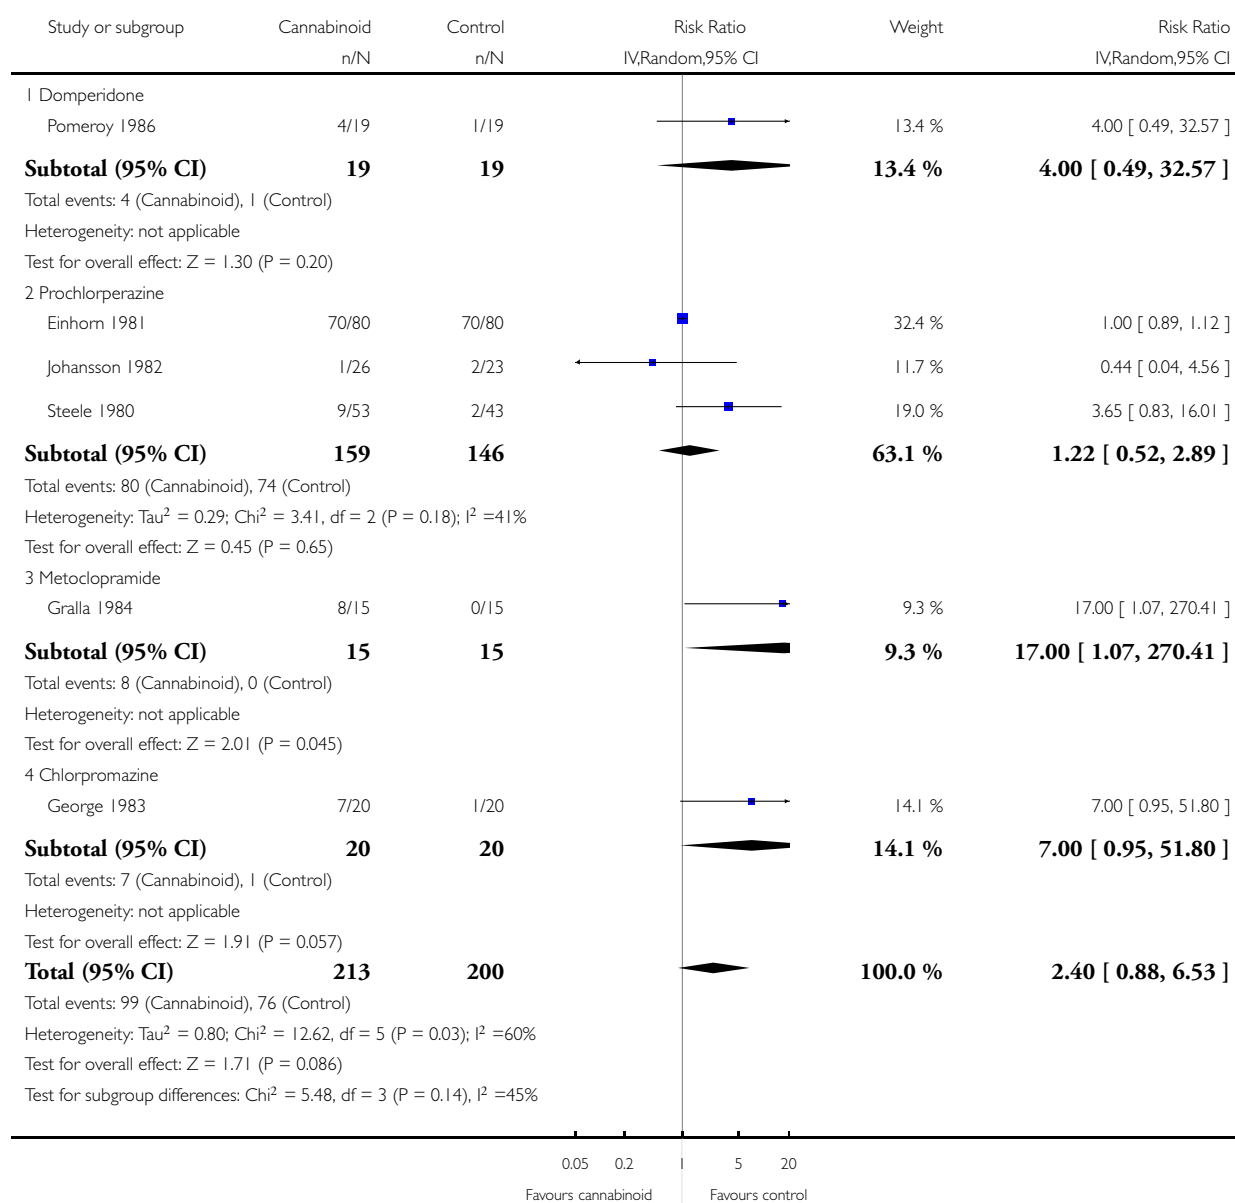 Study or subgroup Cannabinoid Control Risk Ratio Weight Risk Ratio
n/N n/N IV,Random,95% CI IV,Random,95% CI
1 Domperidone
Pomeroy 1986 4/19 1/19 13.4 % 4.00 [ 0.49, 32.57 ]
Subtotal (95% CI) 19 19 13.4 % 4.00 [ 0.49, 32.57 ]
Total events: 4 (Cannabinoid), 1 (Control)
Heterogeneity: not applicable
Test for overall effect: Z = 1.30 (P = 0.20)
2 Prochlorperazine
Einhorn 1981 70/80 70/80 32.4 % 1.00 [ 0.89, 1.12 ]
Johansson 1982 1/26 2/23 11.7 % 0.44 [ 0.04, 4.56 ]
Steele 1980 9/53 2/43 19.0 % 3.65 [ 0.83, 16.01 ]
Subtotal (95% CI) 159 146 63.1 % 1.22 [ 0.52, 2.89 ]
Total events: 80 (Cannabinoid), 74 (Control)
Heterogeneity: Tau² = 0.29; Chi² = 3.41, df = 2 (P = 0.18); I² =41%
Test for overall effect: Z = 0.45 (P = 0.65)
3 Metoclopramide
Gralla 1984 8/15 0/15 9.3 % 17.00 [ 1.07, 270.41 ]
Subtotal (95% CI) 15 15 9.3 % 17.00 [ 1.07, 270.41 ]
Total events: 8 (Cannabinoid), 0 (Control)
Heterogeneity: not applicable
Test for overall effect: Z = 2.01 (P = 0.045)
4 Chlorpromazine
George 1983 7/20 1/20 14.1 % 7.00 [ 0.95, 51.80 ]
Subtotal (95% CI) 20 20 14.1 % 7.00 [ 0.95, 51.80 ]
Total events: 7 (Cannabinoid), 1 (Control)
Heterogeneity: not applicable
Test for overall effect: Z = 1.91 (P = 0.057)
Total (95% CI) 213 200 100.0 % 2.40 [ 0.88, 6.53 ]
Total events: 99 (Cannabinoid), 76 (Control)
Heterogeneity: Tau² = 0.80; Chi² = 12.62, df = 5 (P = 0.03); I² =60%
Test for overall effect: Z = 1.71 (P = 0.086)
Test for subgroup differences: Chi² = 5.48, df = 3 (P = 0.14), I² =45%
0.05 0.2 1 5 20
Favours cannabinoid Favours control